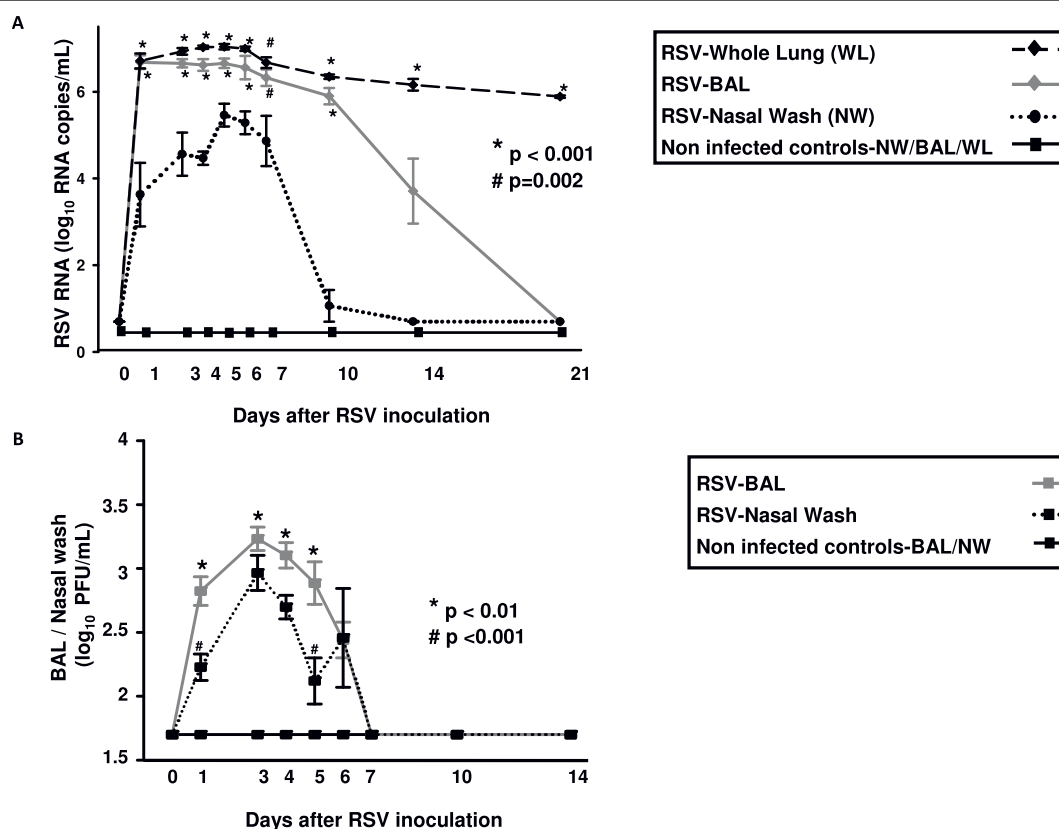 A
RSV RNA (log10 RNA copies/mL)
6
4
2
0
* * * * * # * * *
* * * * * # *
* p < 0.001
# p=0.002
0 1 3 4 5 6 7 10 14 21
Days after RSV inoculation
RSV-Whole Lung (WL)
RSV-BAL
RSV-Nasal Wash (NW)
Non infected controls-NW/BAL/WL
B
BAL / Nasal wash
(log10 PFU/mL)
4
3.5
3
2.5
2
1.5
* * * *
# #
* p < 0.01
# p <0.001
0 1 3 4 5 6 7 10 14
Days after RSV inoculation
RSV-BAL
RSV-Nasal Wash
Non infected controls-BAL/NW